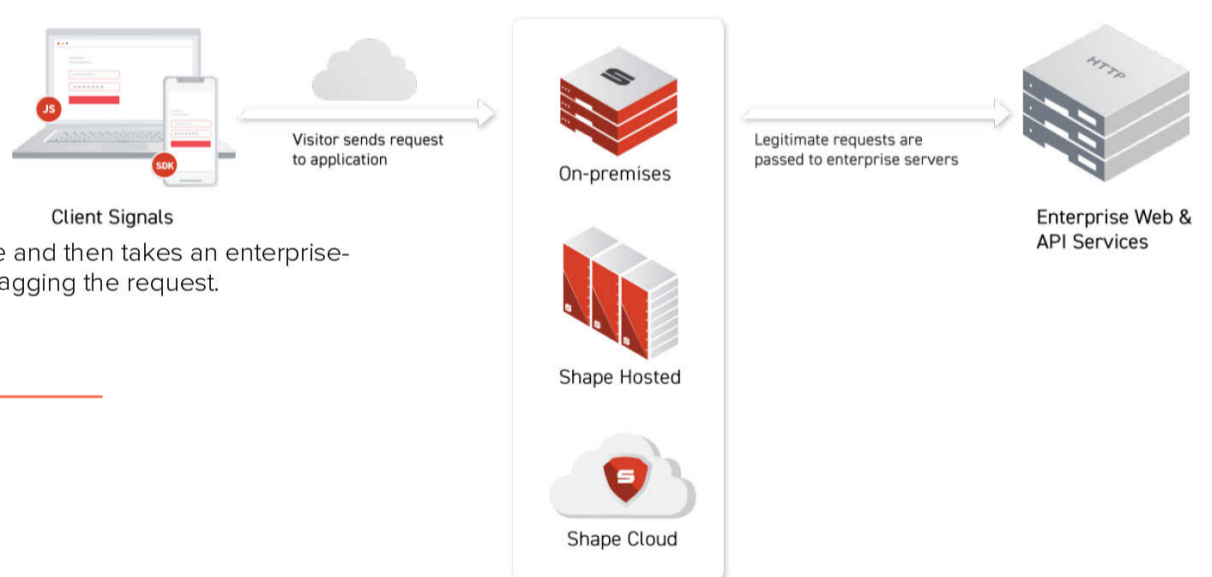 JS
SDK
Client Signals
e and then takes an enterprise-
agging the request.
Visitor sends request
to application
S
On-premises
Shape Hosted
S
Shape Cloud
Legitimate requests are
passed to enterprise servers
HTTP
Enterprise Web &
API Services